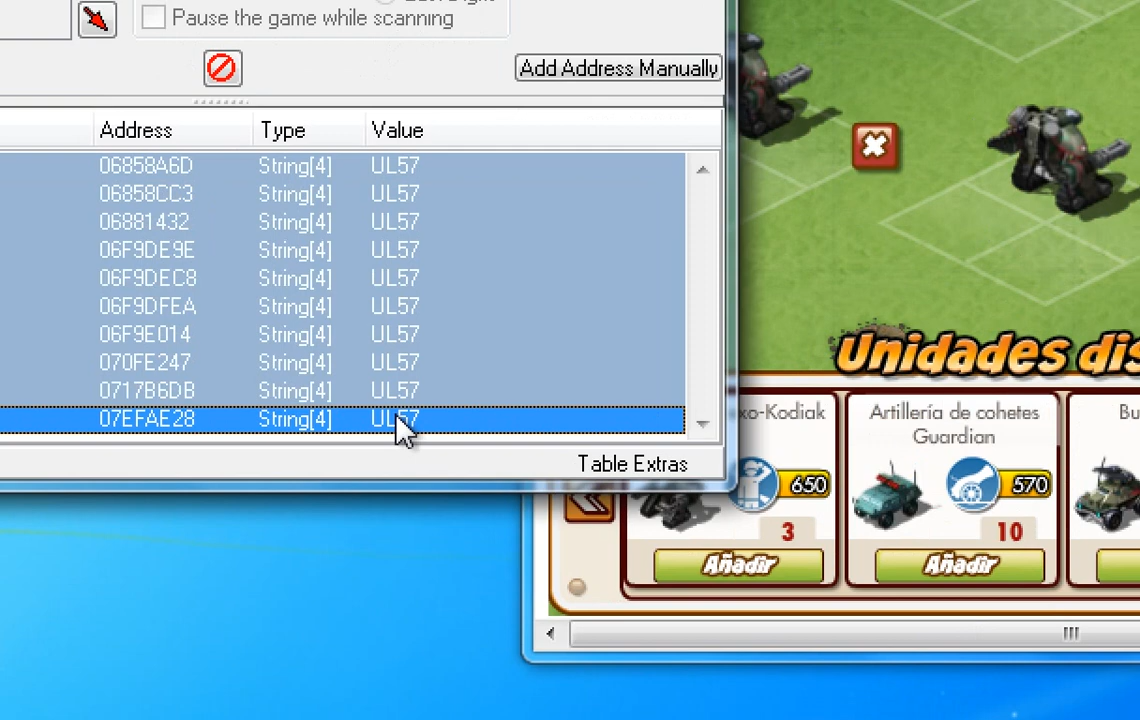 Pause the game while scanning
Add Address Manually
Address Type Value
06858A6D String[4] UL57
06858CC3 String[4] UL57
06881432 String[4] UL57
06F9DE9E String[4] UL57
06F9DEC8 String[4] UL57
06F9DFEA String[4] UL57
06F9E014 String[4] UL57
070FE247 String[4] UL57
0717B6DB String[4] UL57
07EFAE28 String[4] UL57
Table Extras
Unidades dis
xo-Kodiak
650
3
Añadir
Artillería de cohetes
Guardian
570
10
Añadir
Bu